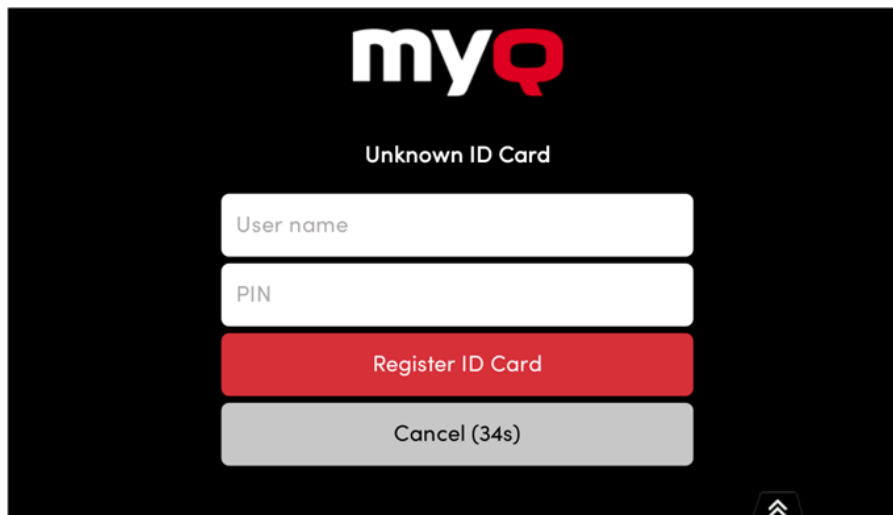 myQ
Unknown ID Card
User name
PIN
Register ID Card
Cancel (34s)